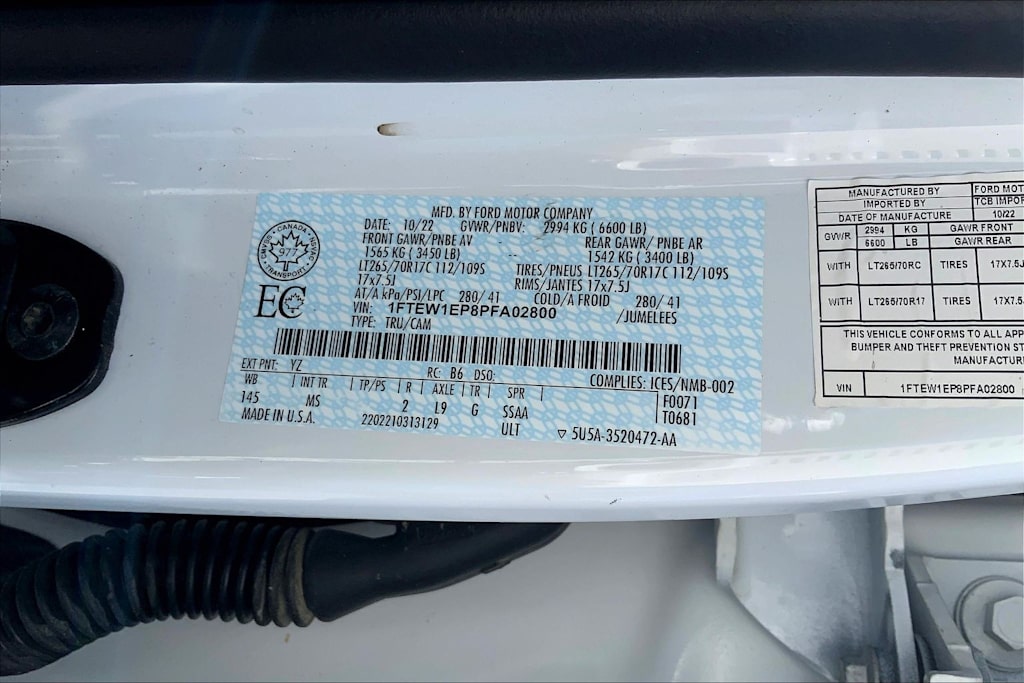 MFD. BY FORD MOTOR COMPANY
DATE: 10/22 GVWR/PNBV: 2994 KG ( 6600 LB)
FRONT GAWR/PNBE AV REAR GAWR/ PNBE AR
1565 KG ( 3450 LB) -- 1542 KG ( 3400 LB)
LT265/70R17C 112/109S TIRES/PNEUS LT265/70R17C 112/109S
17x7.5J RIMS/JANTES 17x7.5J
AT/A kPa/PSI/LPC 280/ 41 COLD/A FROID 280/ 41
VIN: 1FTEW1EP8PFA02800 /JUMELEES
TYPE: TRU/CAM
CANADA
977
TRANSPORT
EC
EXT PNT: YZ RC: B6 DSO: COMPLIES: ICES/NMB-002
WB INT TR TP/PS R AXLE TR SPR F0071
145 MS 2 L9 G SSAA T0681
MADE IN U.S.A. 2202210313129 ULT ▽ 5U5A-3520472-AA
MANUFACTURED BY FORD MOT
IMPORTED BY TCB IMPOR
DATE OF MANUFACTURE 10/22
GVWR 2994 KG GAWR FRONT
6600 LB GAWR REAR
WITH LT265/70RC TIRES 17X7.5
WITH LT265/70R17 TIRES 17X7.5
THIS VEHICLE CONFORMS TO ALL APP
BUMPER AND THEFT PREVENTION ST
MANUFACTUR
VIN 1FTEW1EP8PFA02800